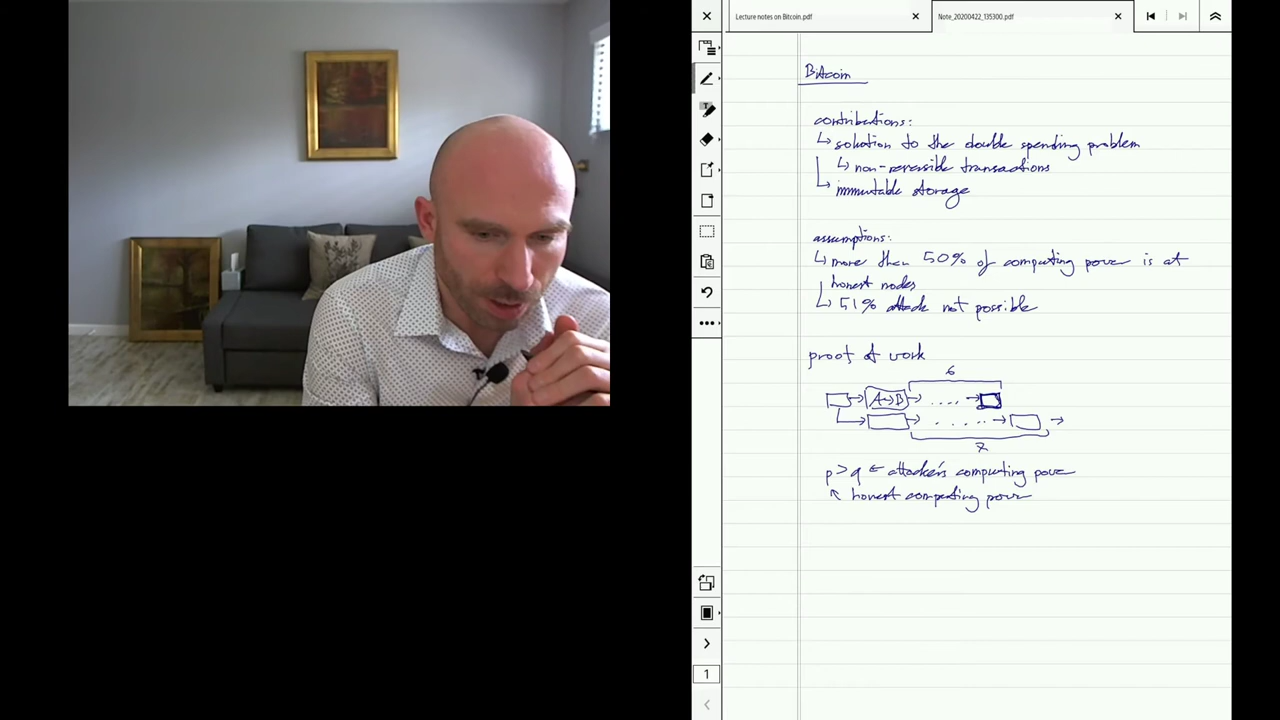 Lecture notes on Bitcoin.pdf
Note_20200422_135300.pdf
Bitcoin
contributions:
↳ solution to the double spending problem
↳ non-reversible transactions
↳ immutable storage
assumptions:
↳ more than 50% of computing power is at
honest nodes
↳ 51% attack not possible
proof of work
6
A→B
7
p > q ← attacker's computing power
↖ honest computing power
1